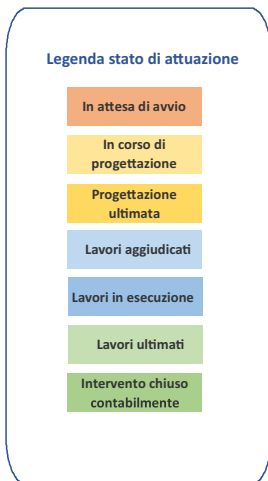 Legenda stato di attuazione
In attesa di avvio
In corso di
progettazione
Progettazione
ultimata
Lavori aggiudicati
Lavori in esecuzione
Lavori ultimati
Intervento chiuso
contabilmente